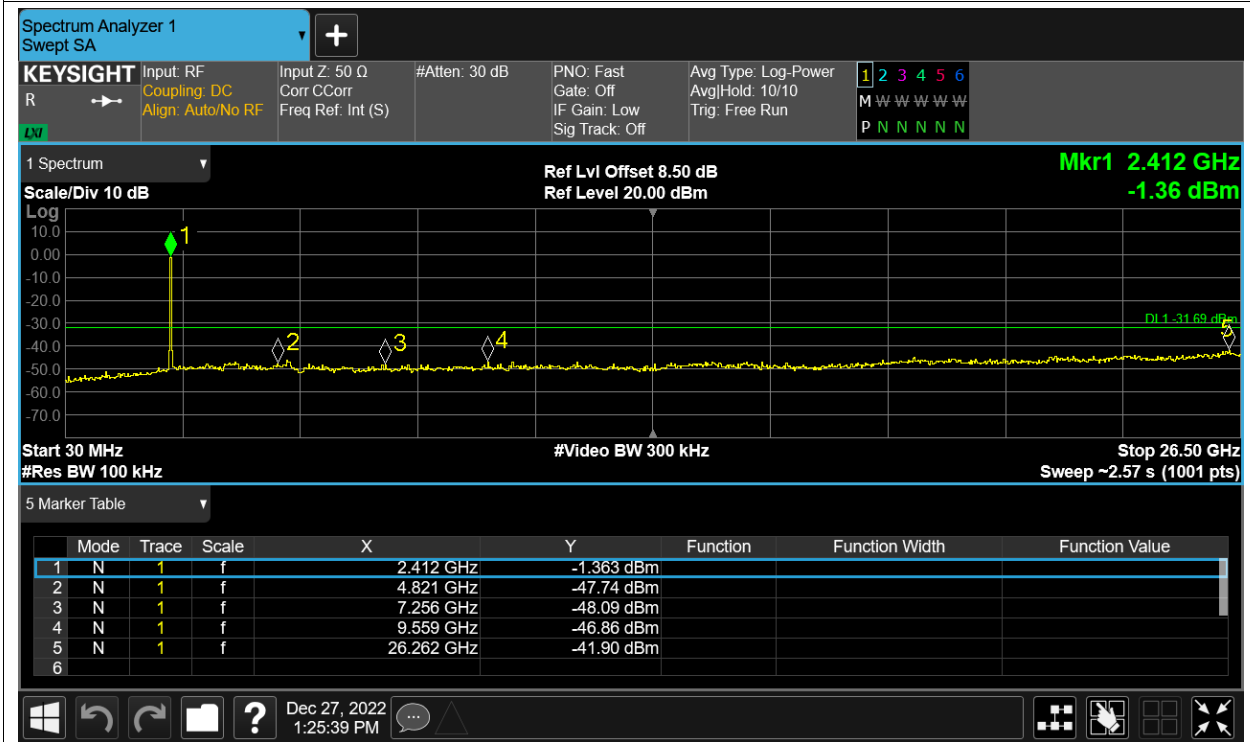 Spectrum Analyzer 1
Swept SA
+
KEYSIGHT
R
LXI
Input: RF
Coupling: DC
Align: Auto/No RF
Input Z: 50 Ω
Corr CCorr
Freq Ref: Int (S)
#Atten: 30 dB
PNO: Fast
Gate: Off
IF Gain: Low
Sig Track: Off
Avg Type: Log-Power
Avg|Hold: 10/10
Trig: Free Run
1 2 3 4 5 6
M W W W W W
P N N N N N
1 Spectrum
Scale/Div 10 dB
Ref Lvl Offset 8.50 dB
Ref Level 20.00 dBm
Mkr1 2.412 GHz
-1.36 dBm
Log
10.0
0.00
-10.0
-20.0
-30.0
-40.0
-50.0
-60.0
-70.0
1
2
3
4
5
DL1 -31.69 dBm
Start 30 MHz
#Res BW 100 kHz
#Video BW 300 kHz
Stop 26.50 GHz
Sweep ~2.57 s (1001 pts)
5 Marker Table
Mode Trace Scale X Y Function Function Width Function Value
1 N 1 f 2.412 GHz -1.363 dBm
2 N 1 f 4.821 GHz -47.74 dBm
3 N 1 f 7.256 GHz -48.09 dBm
4 N 1 f 9.559 GHz -46.86 dBm
5 N 1 f 26.262 GHz -41.90 dBm
6
?
Dec 27, 2022
1:25:39 PM